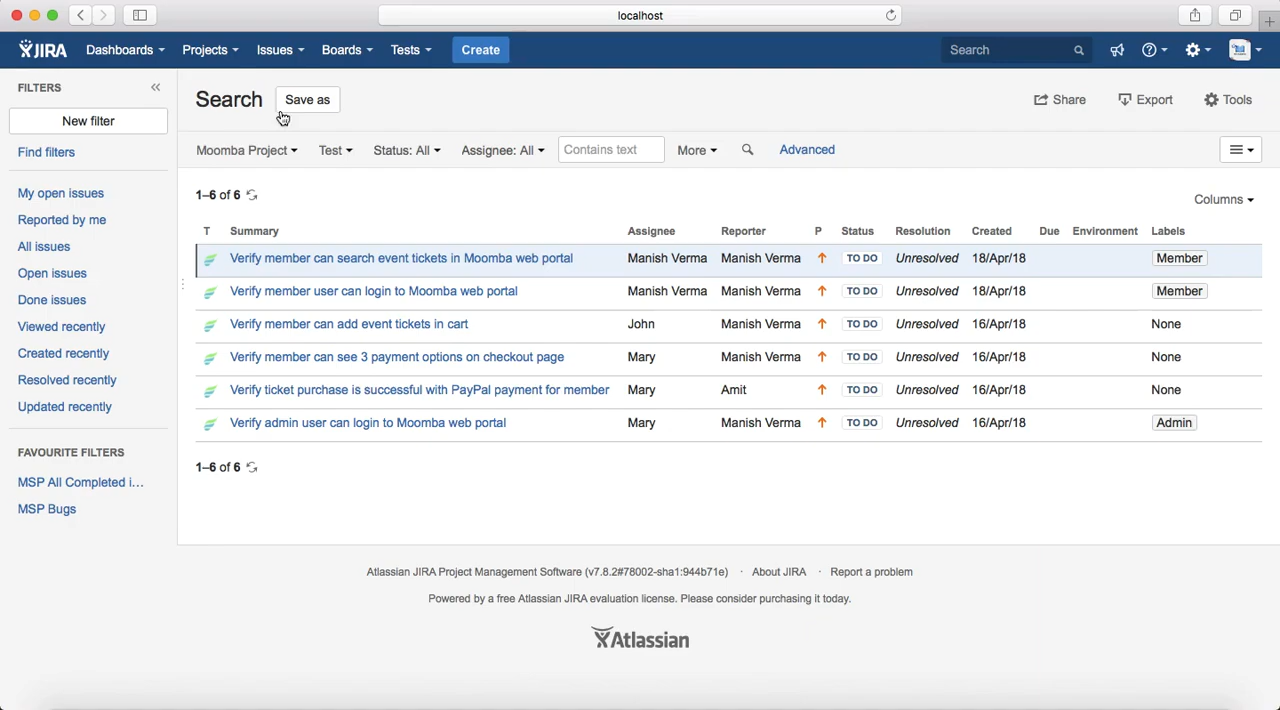 localhost
JIRA Dashboards Projects Issues Boards Tests Create Search
FILTERS
New filter
Find filters
My open issues
Reported by me
All issues
Open issues
Done issues
Viewed recently
Created recently
Resolved recently
Updated recently
FAVOURITE FILTERS
MSP All Completed i...
MSP Bugs
Search Save as Share Export Tools
Moomba Project Test Status: All Assignee: All Contains text More Advanced
1–6 of 6
Columns
T Summary Assignee Reporter P Status Resolution Created Due Environment Labels
Verify member can search event tickets in Moomba web portal Manish Verma Manish Verma TO DO Unresolved 18/Apr/18 Member
Verify member user can login to Moomba web portal Manish Verma Manish Verma TO DO Unresolved 18/Apr/18 Member
Verify member can add event tickets in cart John Manish Verma TO DO Unresolved 16/Apr/18 None
Verify member can see 3 payment options on checkout page Mary Manish Verma TO DO Unresolved 16/Apr/18 None
Verify ticket purchase is successful with PayPal payment for member Mary Amit TO DO Unresolved 16/Apr/18 None
Verify admin user can login to Moomba web portal Mary Manish Verma TO DO Unresolved 16/Apr/18 Admin
1–6 of 6
Atlassian JIRA Project Management Software (v7.8.2#78002-sha1:944b71e) · About JIRA · Report a problem
Powered by a free Atlassian JIRA evaluation license. Please consider purchasing it today.
Atlassian